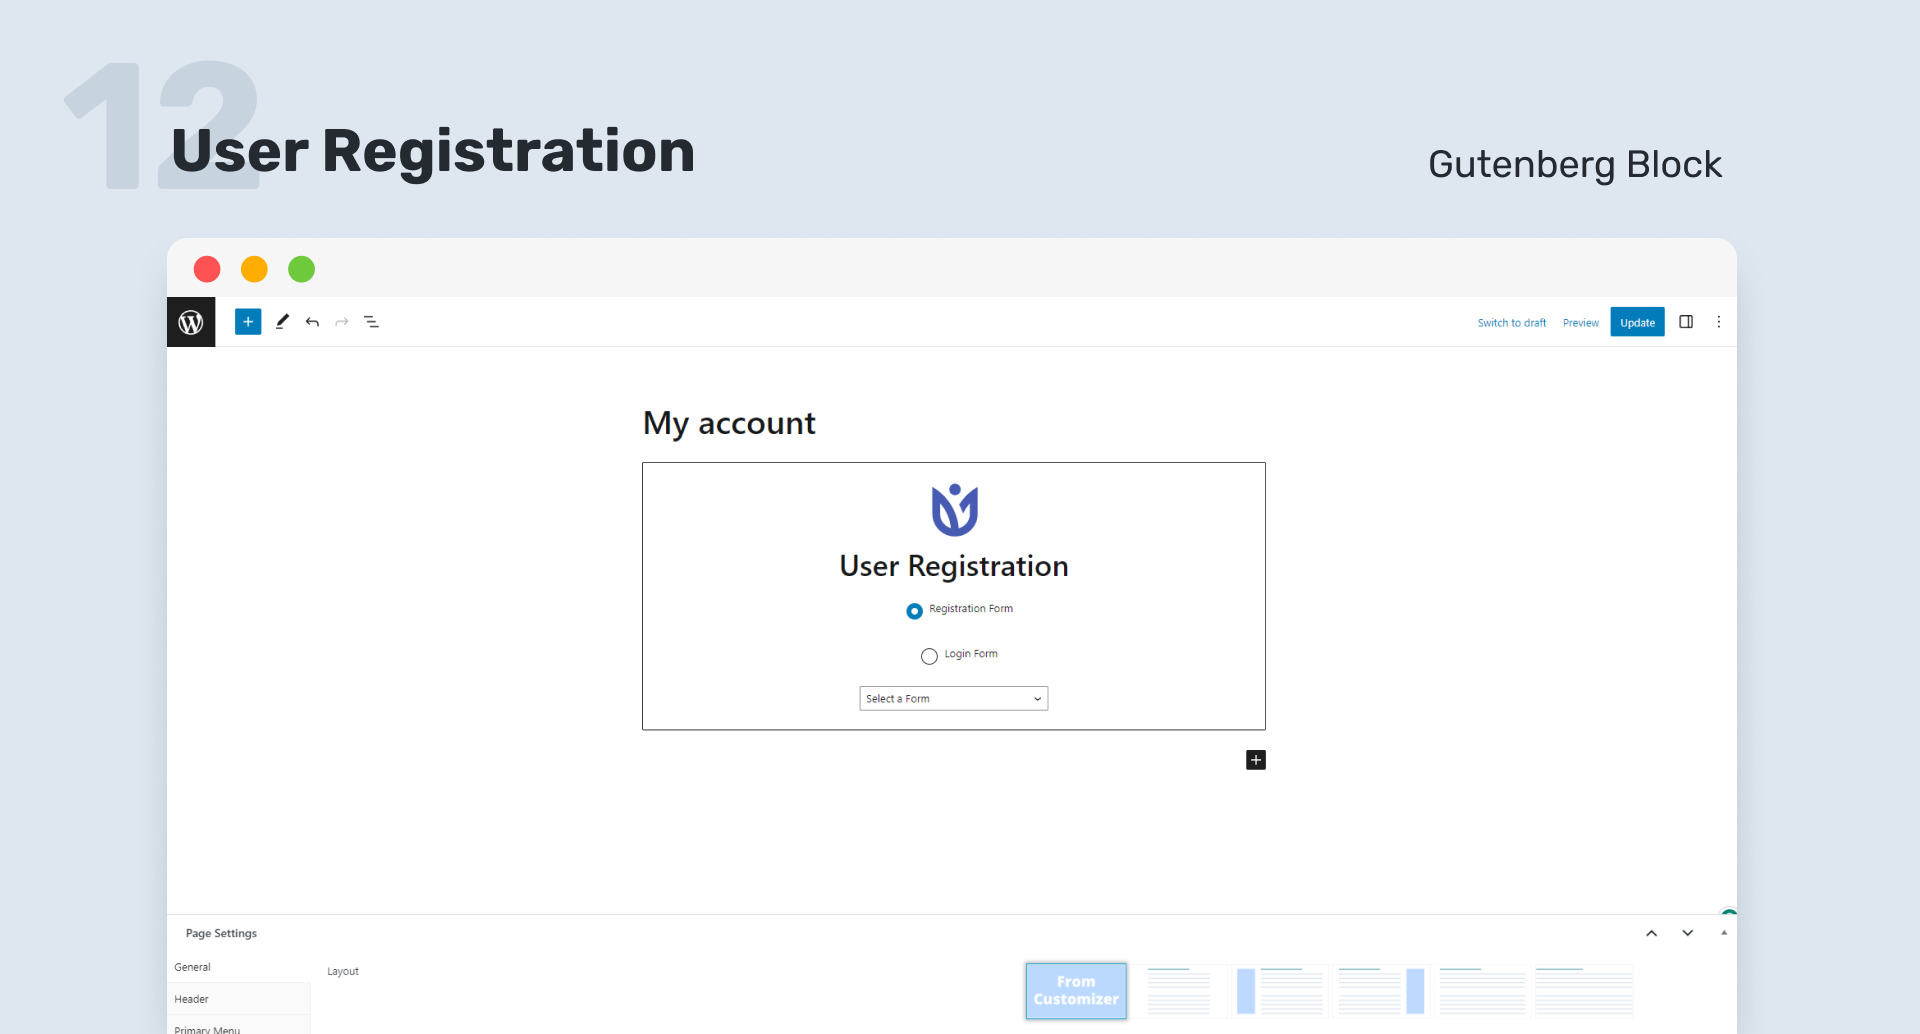 12
User Registration
Gutenberg Block
Switch to draft
Preview
Update
My account
User Registration
Registration Form
Login Form
Select a Form
Page Settings
General
Layout
From
Customizer
Header
Primary Menu